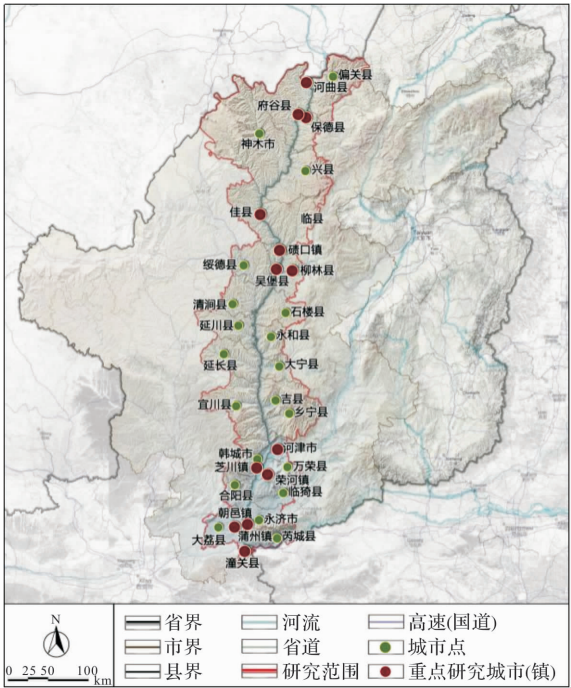 偏关县
河曲县
府谷县
保德县
神木市
兴县
佳县
临县
碛口镇
绥德县
柳林县
吴堡县
清涧县
石楼县
延川县
永和县
延长县
大宁县
吉县
宜川县
乡宁县
河津市
韩城市
芝川镇
万荣县
荣河镇
合阳县
临猗县
朝邑镇
永济市
大荔县
蒲州镇
芮城县
潼关县
N
0 25 50 100
km
省界 河流 高速(国道)
市界 省道 城市点
县界 研究范围 重点研究城市(镇)